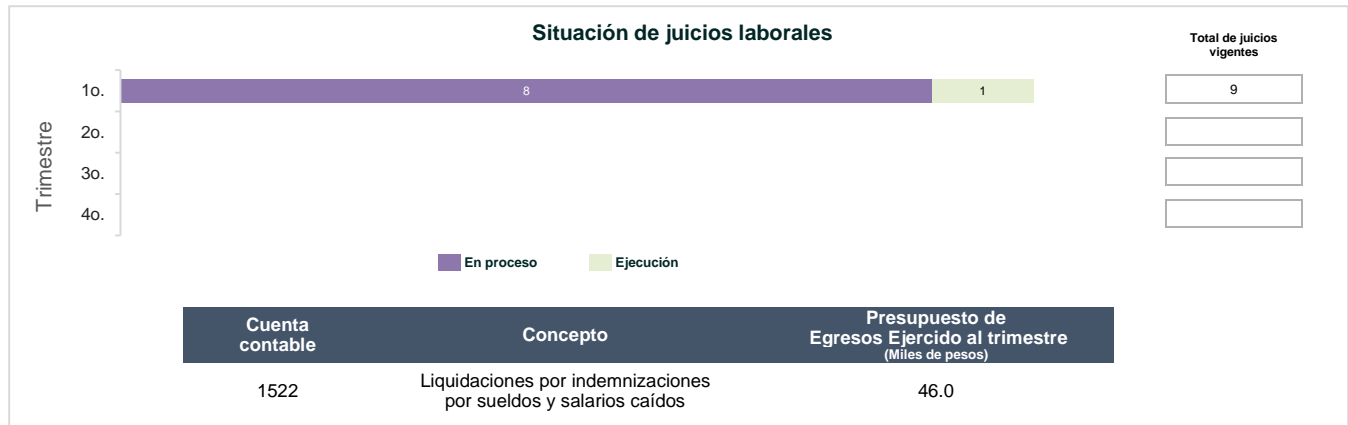 Situación de juicios laborales
Total de juicios
vigentes
Trimestre
1o.
8
1
9
2o.
3o.
4o.
En proceso
Ejecución
Cuenta
contable
Concepto
Presupuesto de
Egresos Ejercido al trimestre
(Miles de pesos)
1522
Liquidaciones por indemnizaciones
por sueldos y salarios caídos
46.0